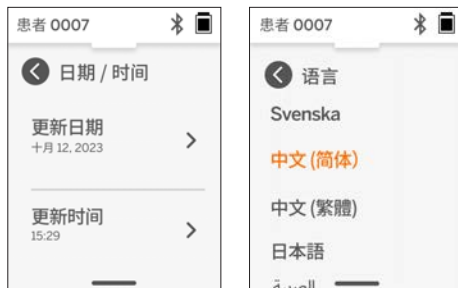 患者 0007
日期 / 时间
更新日期
十月 12, 2023
更新时间
15:29
患者 0007
语言
Svenska
中文 (简体)
中文 (繁體)
日本語